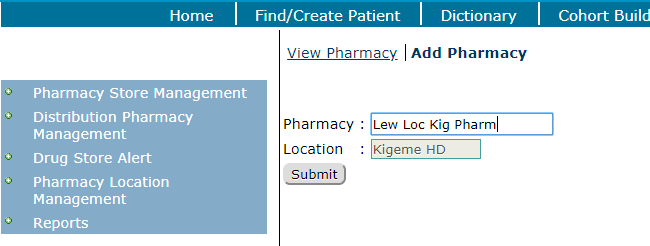 Home Find/Create Patient Dictionary Cohort Build
View Pharmacy Add Pharmacy
Pharmacy Store Management
Distribution Pharmacy
Management
Drug Store Alert
Pharmacy Location
Management
Reports
Pharmacy : Lew Loc Kig Pharm
Location : Kigeme HD
Submit